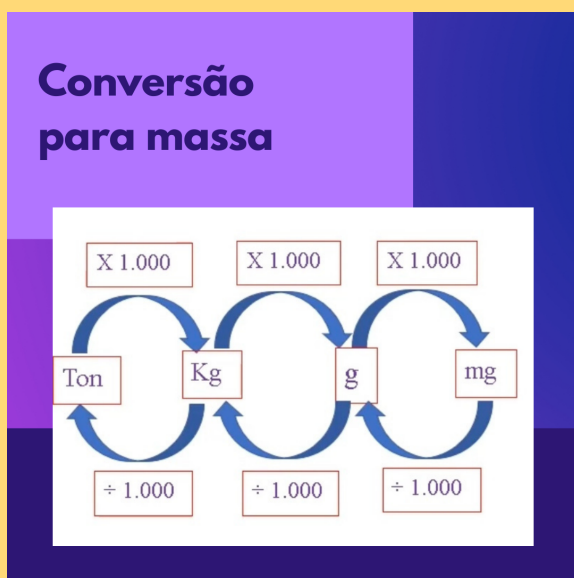 Conversão
para massa
X 1.000
X 1.000
X 1.000
Ton
Kg
g
mg
÷ 1.000
÷ 1.000
÷ 1.000